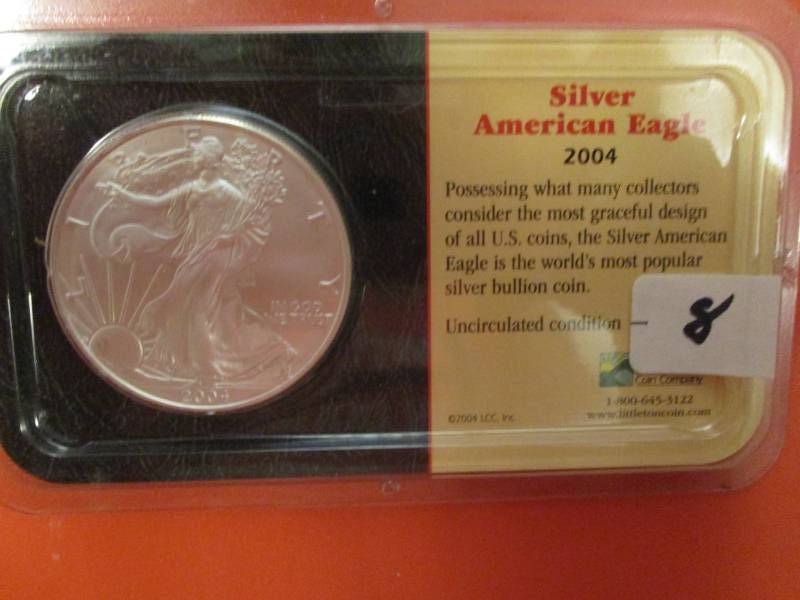 Silver
American Eagle
2004
Possessing what many collectors
consider the most graceful design
of all U.S. coins, the Silver American
Eagle is the world's most popular
silver bullion coin.
Uncirculated condition –
8
Coin Company
1-800-645-3122
www.littletoncoin.com
©2004 LCC, Inc.
LIBERTY
IN GOD
WE TRUST
2004